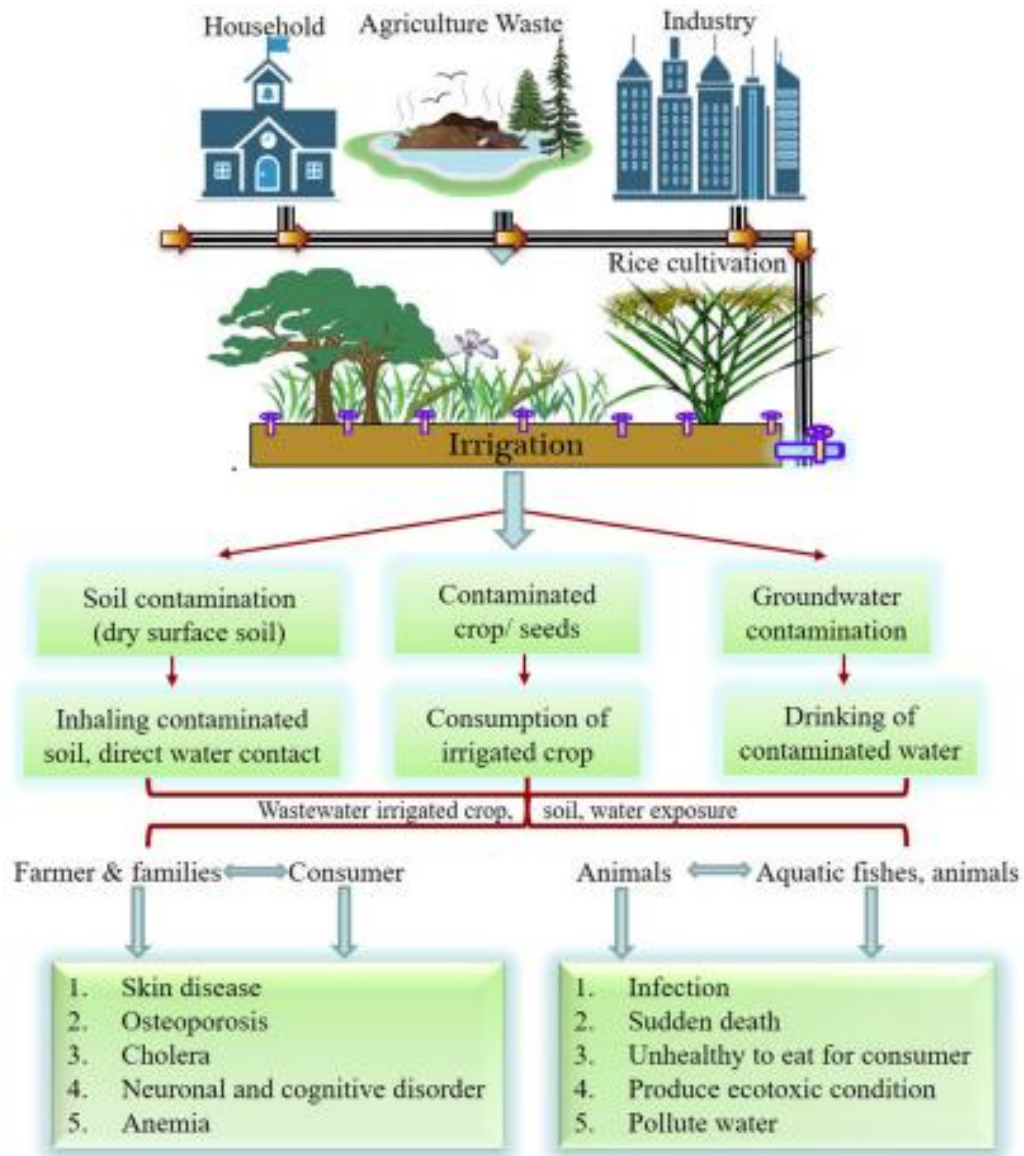 Household
Agriculture Waste
Industry
Rice cultivation
Irrigation
Soil contamination
(dry surface soil)
Contaminated
crop/ seeds
Groundwater
contamination
Inhaling contaminated
soil, direct water contact
Consumption of
irrigated crop
Drinking of
contaminated water
Wastewater irrigated crop, soil, water exposure
Farmer & families
Consumer
Animals
Aquatic fishes, animals
1. Skin disease
2. Osteoporosis
3. Cholera
4. Neuronal and cognitive disorder
5. Anemia
1. Infection
2. Sudden death
3. Unhealthy to eat for consumer
4. Produce ecotoxic condition
5. Pollute water